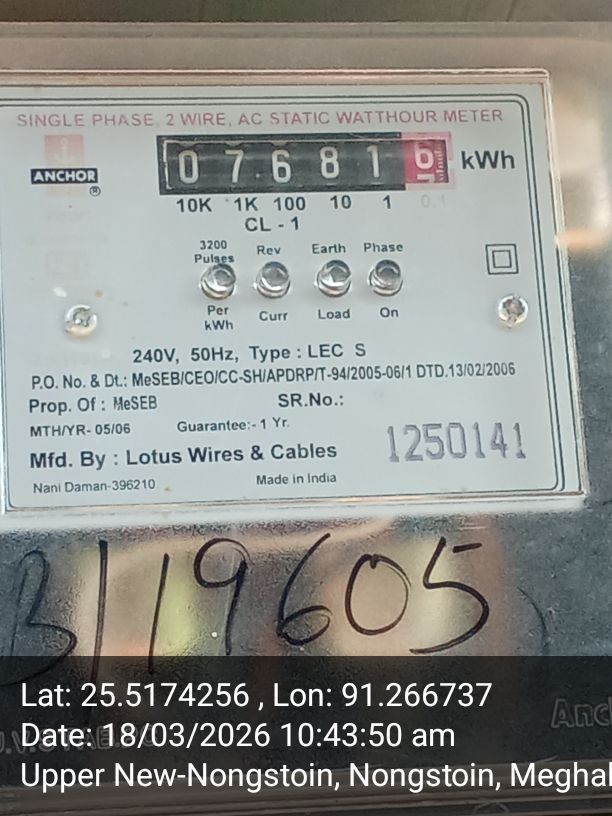 SINGLE PHASE, 2 WIRE, AC STATIC WATTHOUR METER
ANCHOR ®
0 7 6 8 1 6 kWh
10K 1K 100 10 1 0.1
CL - 1
3200 Pulses Per kWh
Rev Curr
Earth Load
Phase On
240V, 50Hz, Type : LEC S
P.O. No. & Dt.: MeSEB/CEO/CC-SH/APDRP/T-94/2005-06/1 DTD.13/02/2006
Prop. Of : MeSEB SR.No.:
MTH/YR- 05/06 Guarantee:- 1 Yr.
1250141
Mfd. By : Lotus Wires & Cables
Nani Daman-396210 Made in India
B/19605
Lat: 25.5174256 , Lon: 91.266737
Date: 18/03/2026 10:43:50 am
Upper New-Nongstoin, Nongstoin, Meghal